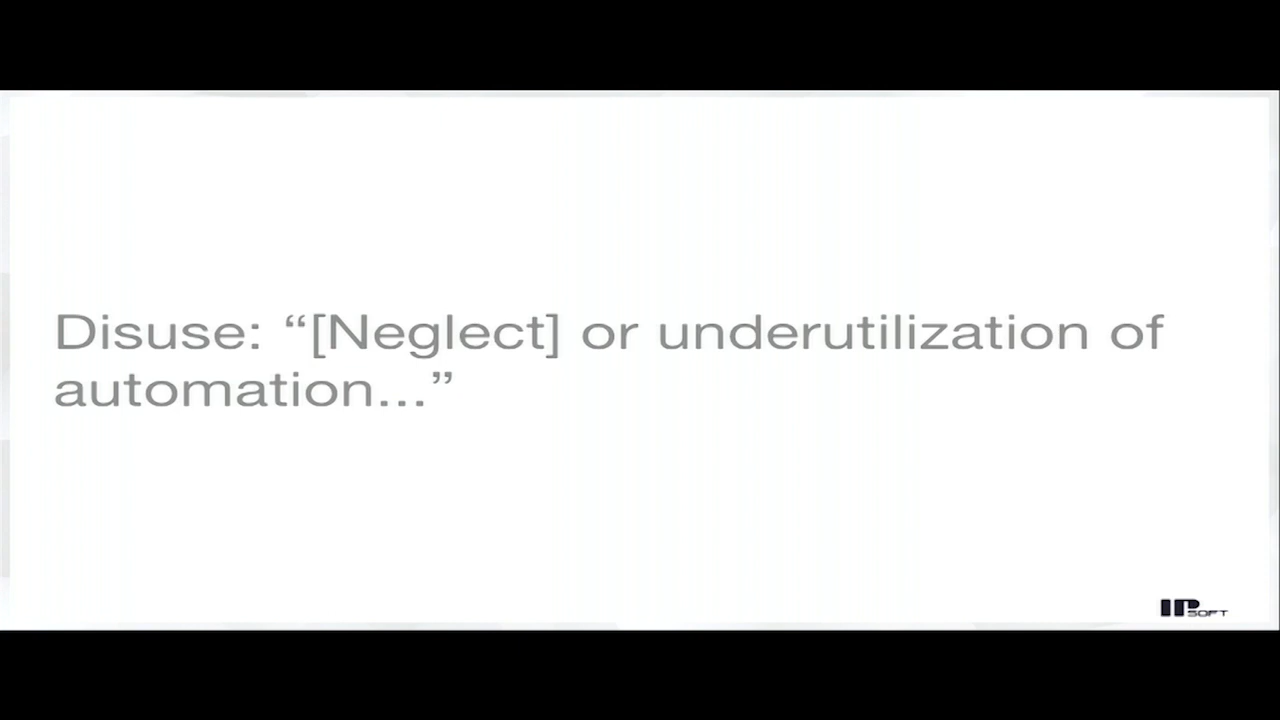 Disuse: “[Neglect] or underutilization of
automation...”
IPSOFT